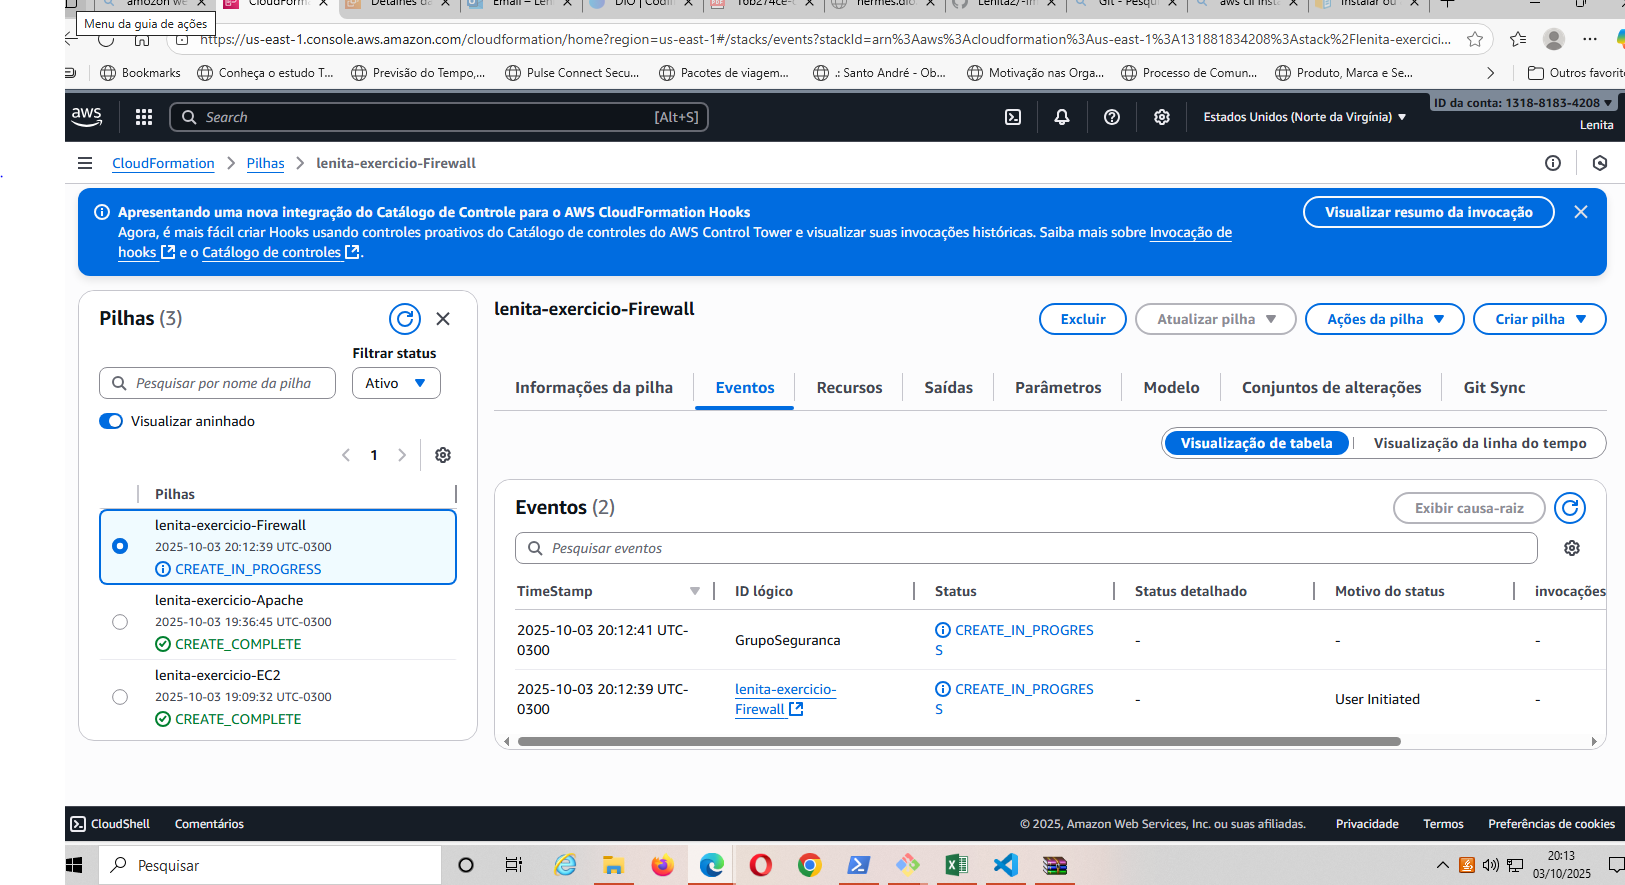 amozon we
CloudForma
Detalhes da
Email – Len
DIO | Codin
Hermes.dio
Lenita2/-im
Git - Pesqui
aws cli inst
Instalar ou
Menu da guia de ações
https://us-east-1.console.aws.amazon.com/cloudformation/home?region=us-east-1#/stacks/events?stackId=arn%3Aaws%3Acloudformation%3Aus-east-1%3A131881834208%3Astack%2Flenita-exercici...
Bookmarks
Conheça o estudo T...
Previsão do Tempo,...
Pulse Connect Secu...
Pacotes de viagem...
.: Santo André - Ob...
Motivação nas Orga...
Processo de Comun...
Produto, Marca e Se...
Outros favorit
aws
Search
[Alt+S]
Estados Unidos (Norte da Virgínia)
ID da conta: 1318-8183-4208
Lenita
CloudFormation
Pilhas
lenita-exercicio-Firewall
Apresentando uma nova integração do Catálogo de Controle para o AWS CloudFormation Hooks
Agora, é mais fácil criar Hooks usando controles proativos do Catálogo de controles do AWS Control Tower e visualizar suas invocações históricas. Saiba mais sobre Invocação de
hooks e o Catálogo de controles.
Visualizar resumo da invocação
Pilhas (3)
Filtrar status
Pesquisar por nome da pilha
Ativo
Visualizar aninhado
1
Pilhas
lenita-exercicio-Firewall
2025-10-03 20:12:39 UTC-0300
CREATE_IN_PROGRESS
lenita-exercicio-Apache
2025-10-03 19:36:45 UTC-0300
CREATE_COMPLETE
lenita-exercicio-EC2
2025-10-03 19:09:32 UTC-0300
CREATE_COMPLETE
lenita-exercicio-Firewall
Excluir
Atualizar pilha
Ações da pilha
Criar pilha
Informações da pilha
Eventos
Recursos
Saídas
Parâmetros
Modelo
Conjuntos de alterações
Git Sync
Visualização de tabela
Visualização da linha do tempo
Eventos (2)
Exibir causa-raiz
Pesquisar eventos
TimeStamp
ID lógico
Status
Status detalhado
Motivo do status
invocações
2025-10-03 20:12:41 UTC-
0300
GrupoSeguranca
CREATE_IN_PROGRES
S
-
-
-
2025-10-03 20:12:39 UTC-
0300
lenita-exercicio-
Firewall
CREATE_IN_PROGRES
S
-
User Initiated
-
CloudShell
Comentários
© 2025, Amazon Web Services, Inc. ou suas afiliadas.
Privacidade
Termos
Preferências de cookies
Pesquisar
20:13
03/10/2025